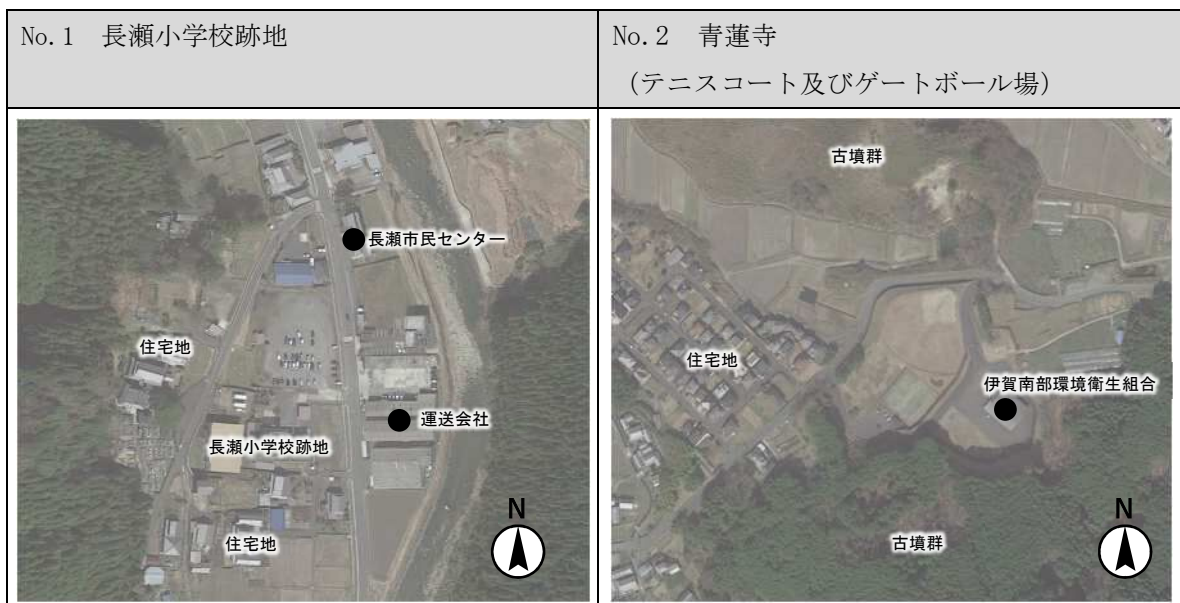 No.1 長瀬小学校跡地
No.2 青蓮寺
(テニスコート及びゲートボール場)
長瀬市民センター
住宅地
運送会社
長瀬小学校跡地
住宅地
N
古墳群
住宅地
伊賀南部環境衛生組合
古墳群
N